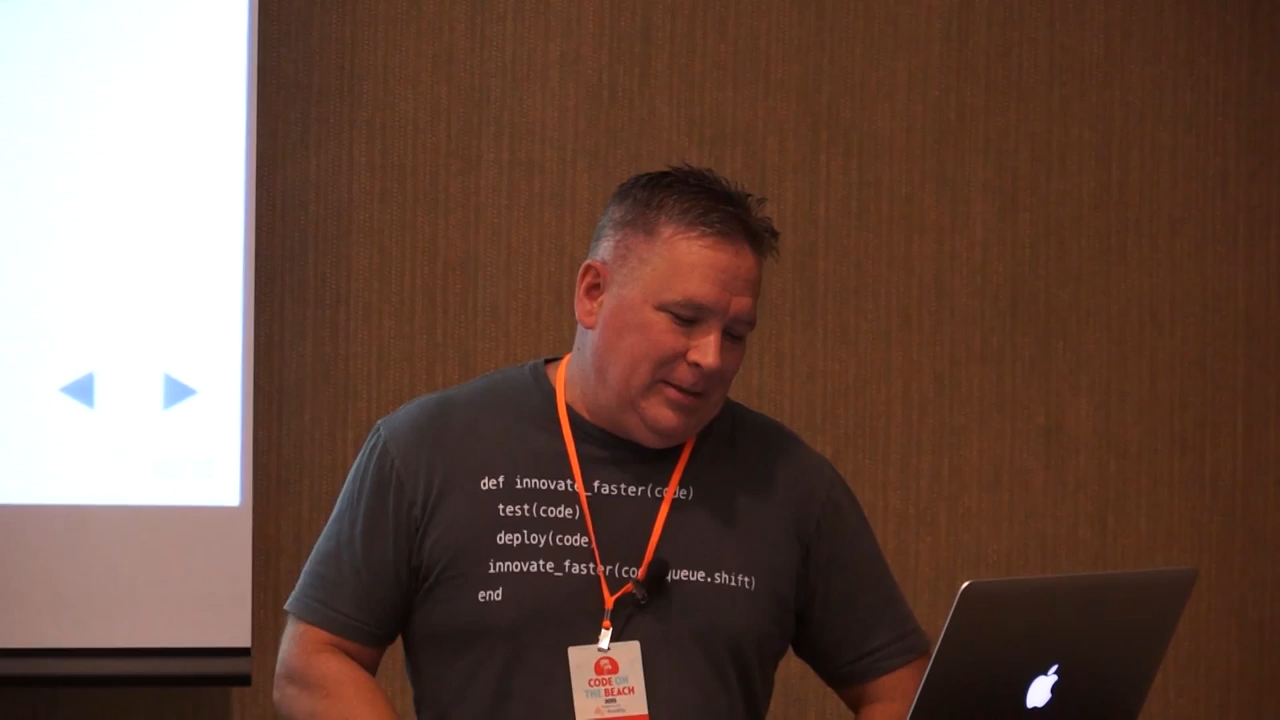 def innovate_faster(code)
test(code)
deploy(code
innovate_faster(co queue.shift)
end
CODE ON
THE BEACH